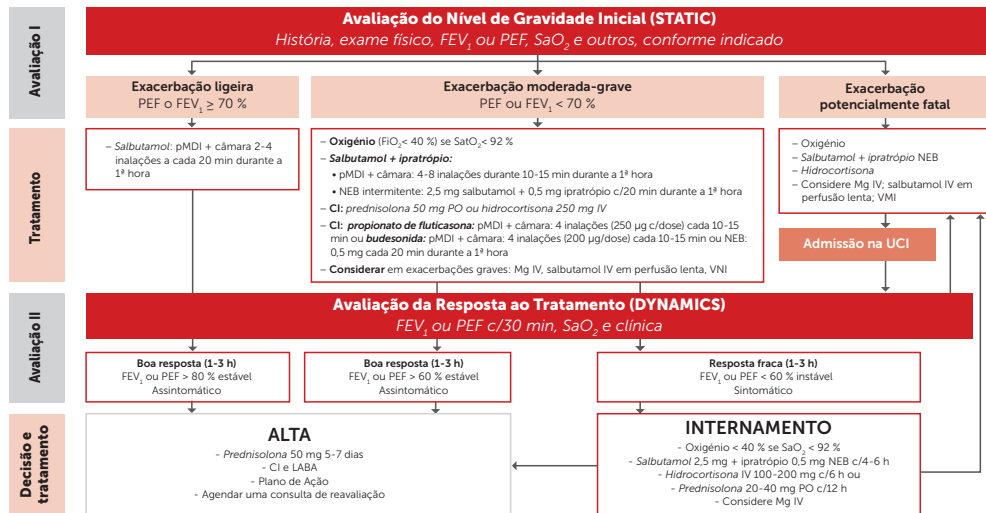 Avaliação I
Avaliação do Nível de Gravidade Inicial (STATIC)
História, exame físico, FEV₁ ou PEF, SaO₂ e outros, conforme indicado
Exacerbação ligeira
PEF o FEV₁ ≥ 70 %
Exacerbação moderada-grave
PEF ou FEV₁ < 70 %
Exacerbação
potencialmente fatal
Tratamento
– Salbutamol: pMDI + câmara 2-4
inalações a cada 20 min durante a
1ª hora
– Oxigénio (FiO₂< 40 %) se SatO₂< 92 %
– Salbutamol + ipratrópio:
• pMDI + câmara: 4-8 inalações durante 10-15 min durante a 1ª hora
• NEB intermitente: 2,5 mg salbutamol + 0,5 mg ipratrópio c/20 min durante a 1ª hora
– CI: prednisolona 50 mg PO ou hidrocortisona 250 mg IV
– CI: propionato de fluticasona: pMDI + câmara: 4 inalações (250 µg c/dose) cada 10-15
min ou budesonida: pMDI + câmara: 4 inalações (200 µg/dose) cada 10-15 min ou NEB:
0,5 mg cada 20 min durante a 1ª hora
– Considerar em exacerbações graves: Mg IV, salbutamol IV em perfusão lenta, VNI
– Oxigénio
– Salbutamol + ipratrópio NEB
– Hidrocortisona
– Considere Mg IV; salbutamol IV em
perfusão lenta; VMI
Admissão na UCI
Avaliação II
Avaliação da Resposta ao Tratamento (DYNAMICS)
FEV₁ ou PEF c/30 min, SaO₂ e clínica
Boa resposta (1-3 h)
FEV₁ ou PEF > 80 % estável
Assintomático
Boa resposta (1-3 h)
FEV₁ ou PEF > 60 % estável
Assintomático
Resposta fraca (1-3 h)
FEV₁ ou PEF < 60 % instável
Sintomático
Decisão e
tratamento
ALTA
- Prednisolona 50 mg 5-7 dias
- CI e LABA
- Plano de Ação
- Agendar uma consulta de reavaliação
INTERNAMENTO
- Oxigénio < 40 % se SaO₂ < 92 %
- Salbutamol 2,5 mg + ipratrópio 0,5 mg NEB c/4-6 h
- Hidrocortisona IV 100-200 mg c/6 h ou
- Prednisolona 20-40 mg PO c/12 h
- Considere Mg IV